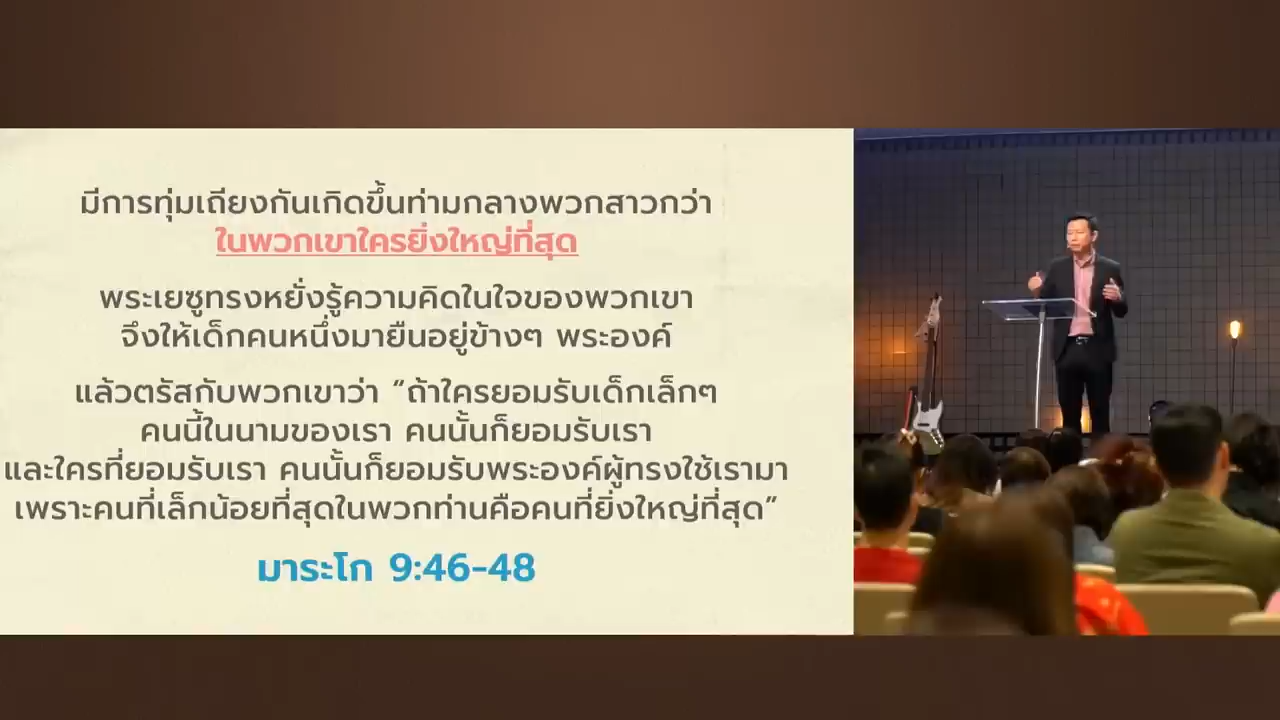 มีการทุ่มเถียงกันเกิดขึ้นท่ามกลางพวกสาวกว่า
ในพวกเขาใครยิ่งใหญ่ที่สุด
พระเยซูทรงหยั่งรู้ความคิดในใจของพวกเขา
จึงให้เด็กคนหนึ่งมายืนอยู่ข้างๆ พระองค์
แล้วตรัสกับพวกเขาว่า “ถ้าใครยอมรับเด็กเล็กๆ
คนนี้ในนามของเรา คนนั้นก็ยอมรับเรา
และใครที่ยอมรับเรา คนนั้นก็ยอมรับพระองค์ผู้ทรงใช้เรามา
เพราะคนที่เล็กน้อยที่สุดในพวกท่านคือคนที่ยิ่งใหญ่ที่สุด”
มาระโก 9:46-48